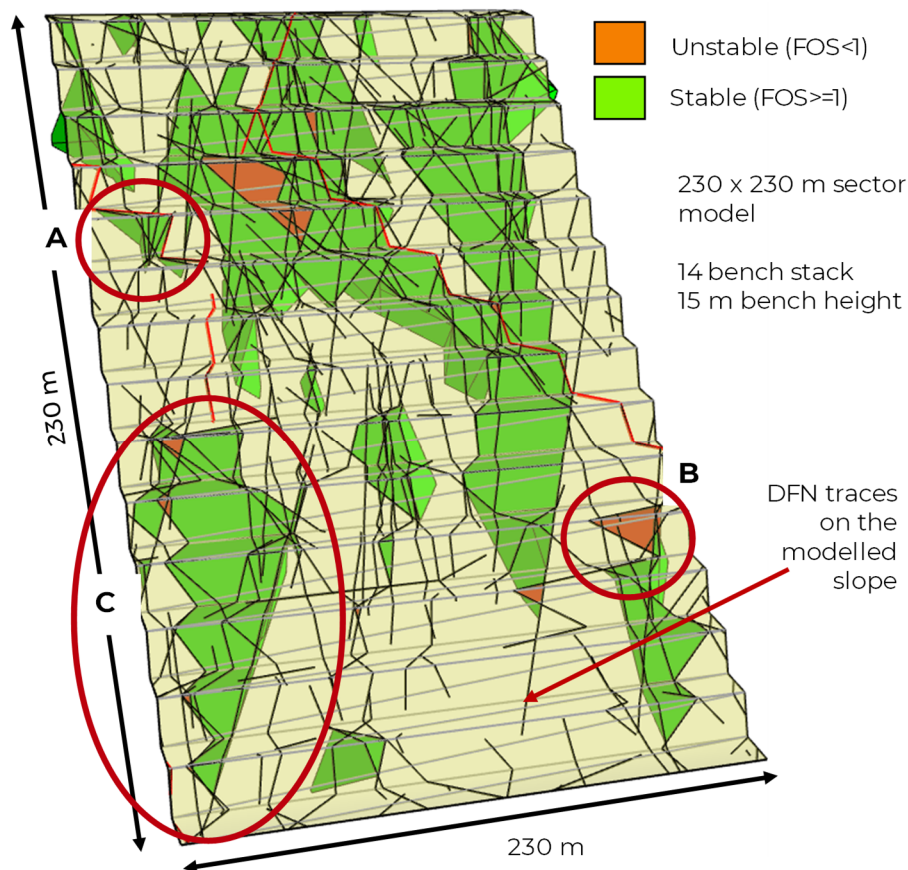 Unstable (FOS<1)
Stable (FOS>=1)
230 x 230 m sector
model
14 bench stack
15 m bench height
A
230 m
B
DFN traces
on the
modelled
slope
C
230 m